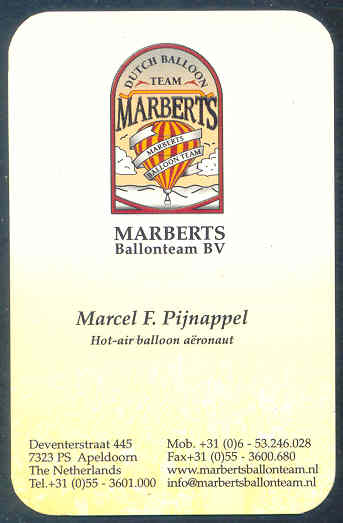 DUTCH BALLOON
TEAM
MARBERTS
MARBERTS
BALLOON TEAM
MARBERTS
Ballonteam BV
Marcel F. Pijnappel
Hot-air balloon aëronaut
Deventerstraat 445
7323 PS Apeldoorn
The Netherlands
Tel.+31 (0)55 - 3601.000
Mob. +31 (0)6 - 53.246.028
Fax+31 (0)55 - 3600.680
www.marbertsballonteam.nl
info@marbertsballonteam.nl